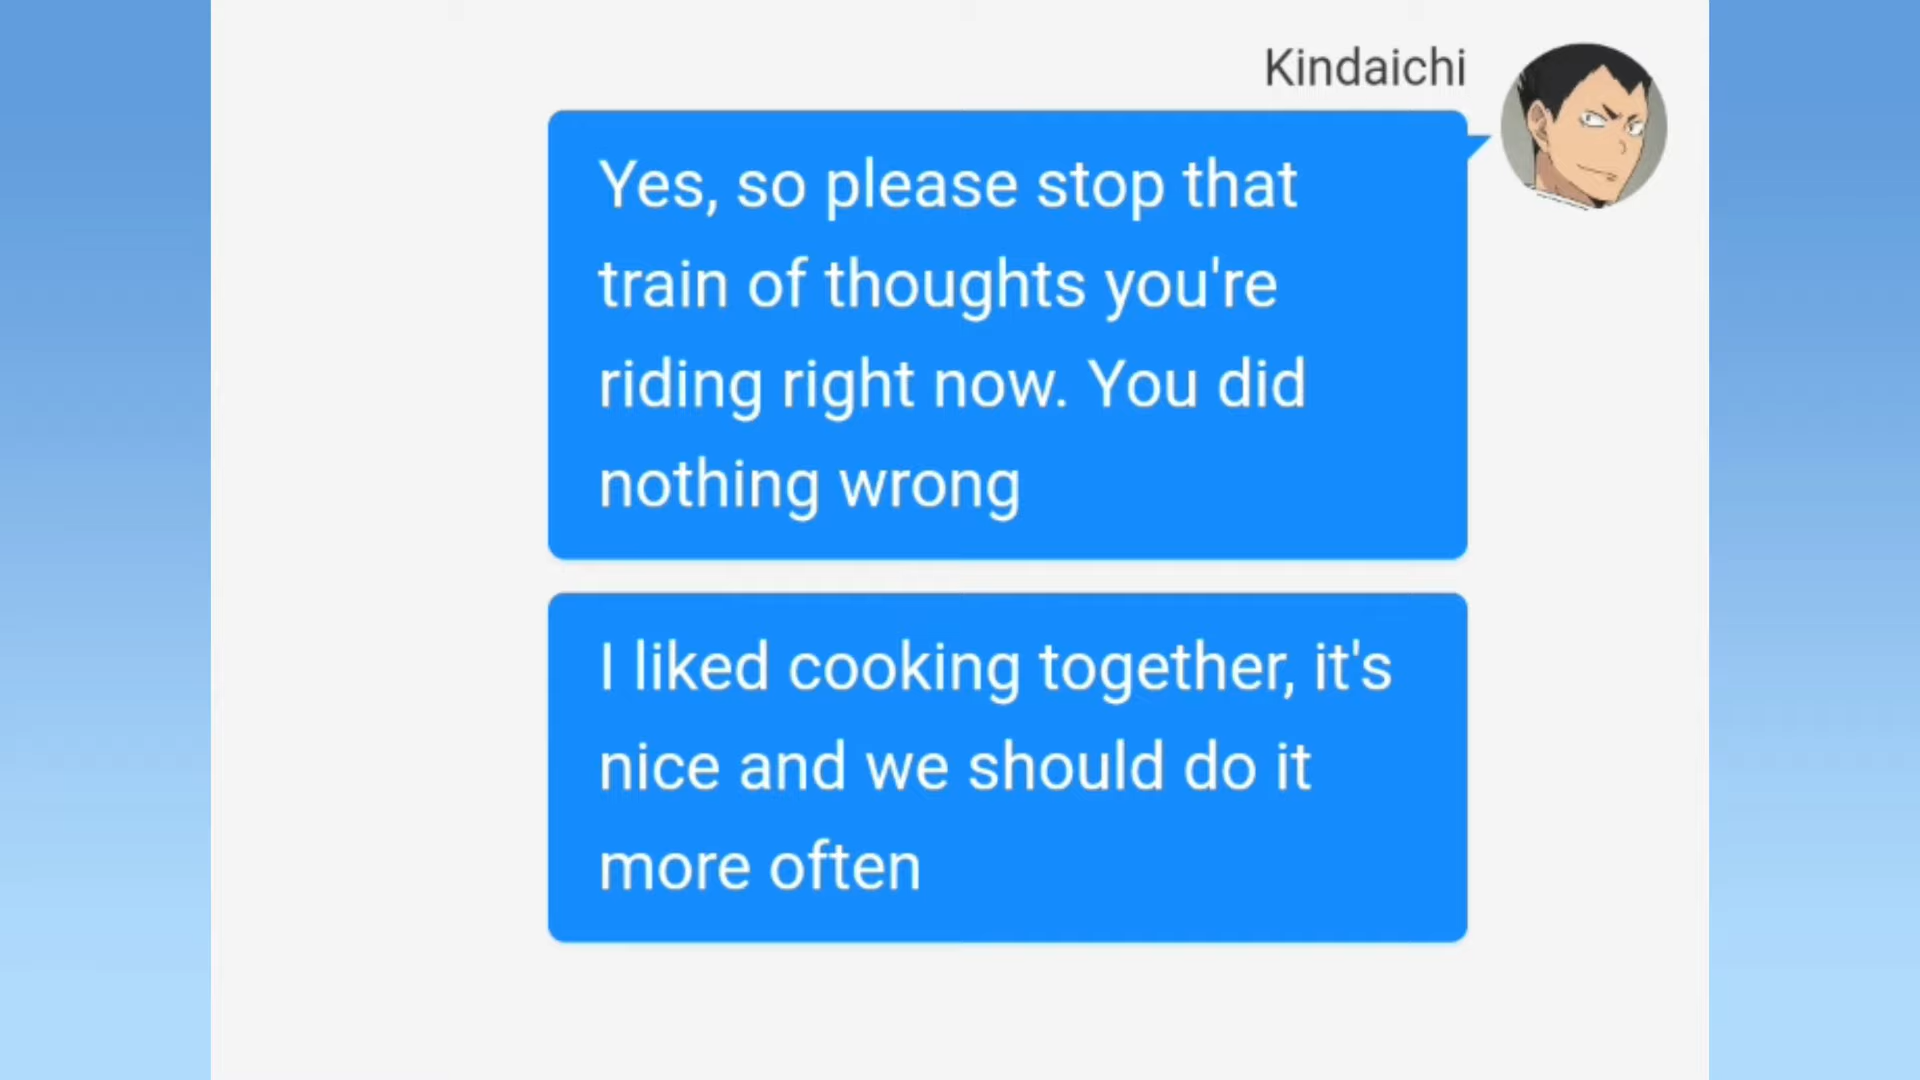 Kindaichi
Yes, so please stop that
train of thoughts you're
riding right now. You did
nothing wrong
I liked cooking together, it's
nice and we should do it
more often